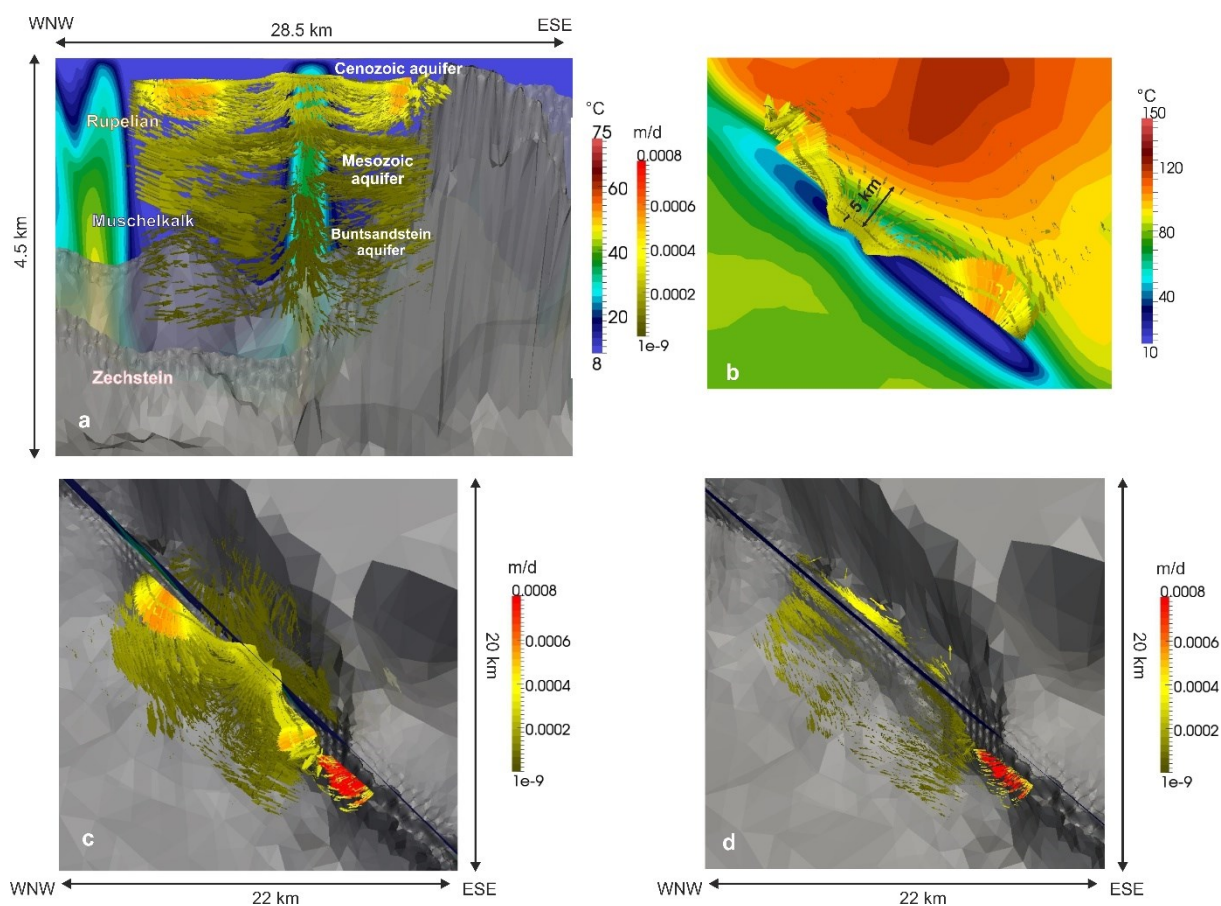 WNW
28.5 km
ESE
Cenozoic aquifer
Rupelian
Mesozoic
aquifer
Muschelkalk
Buntsandstein
aquifer
Zechstein
a
4.5 km
°C
75
60
40
20
8
m/d
0.0008
0.0006
0.0004
0.0002
1e-9
~ 5 km
b
°C
150
120
80
40
10
c
m/d
0.0008
0.0006
0.0004
0.0002
1e-9
20 km
WNW
22 km
ESE
d
m/d
0.0008
0.0006
0.0004
0.0002
1e-9
20 km
WNW
22 km
ESE